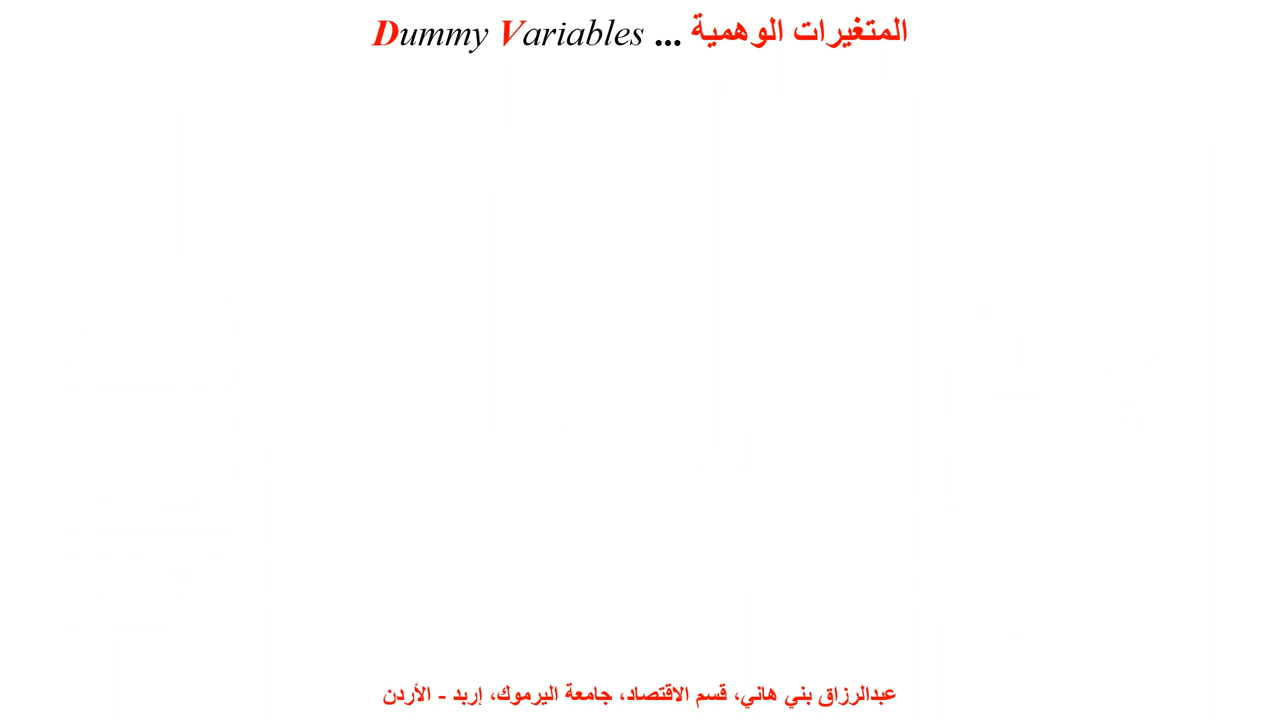 المتغيرات الوهمية ... Dummy Variables
عبدالرزاق بني هاني، قسم الاقتصاد، جامعة اليرموك، إربد - الأردن